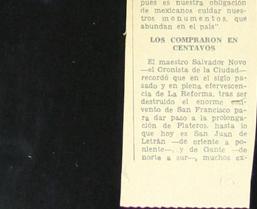 pues es nuestra obligación
de mexicanos cuidar nues-
tros monumentos, que
abundan en el país".
LOS COMPRARON EN
CENTAVOS
El maestro Salvador Novo
—el Cronista de la Ciudad—
recordó que en el siglo pa-
sado y en plena efervescen-
cia de La Reforma, tras ser
destruido el enorme convento
de San Francisco pa-
ra dar paso a la prolonga-
ción de Plateros, hasta lo
que hoy es San Juan de
Letrán —de oriente a po-
niente—, y de Gante —de
norte a sur—, muchos ex-